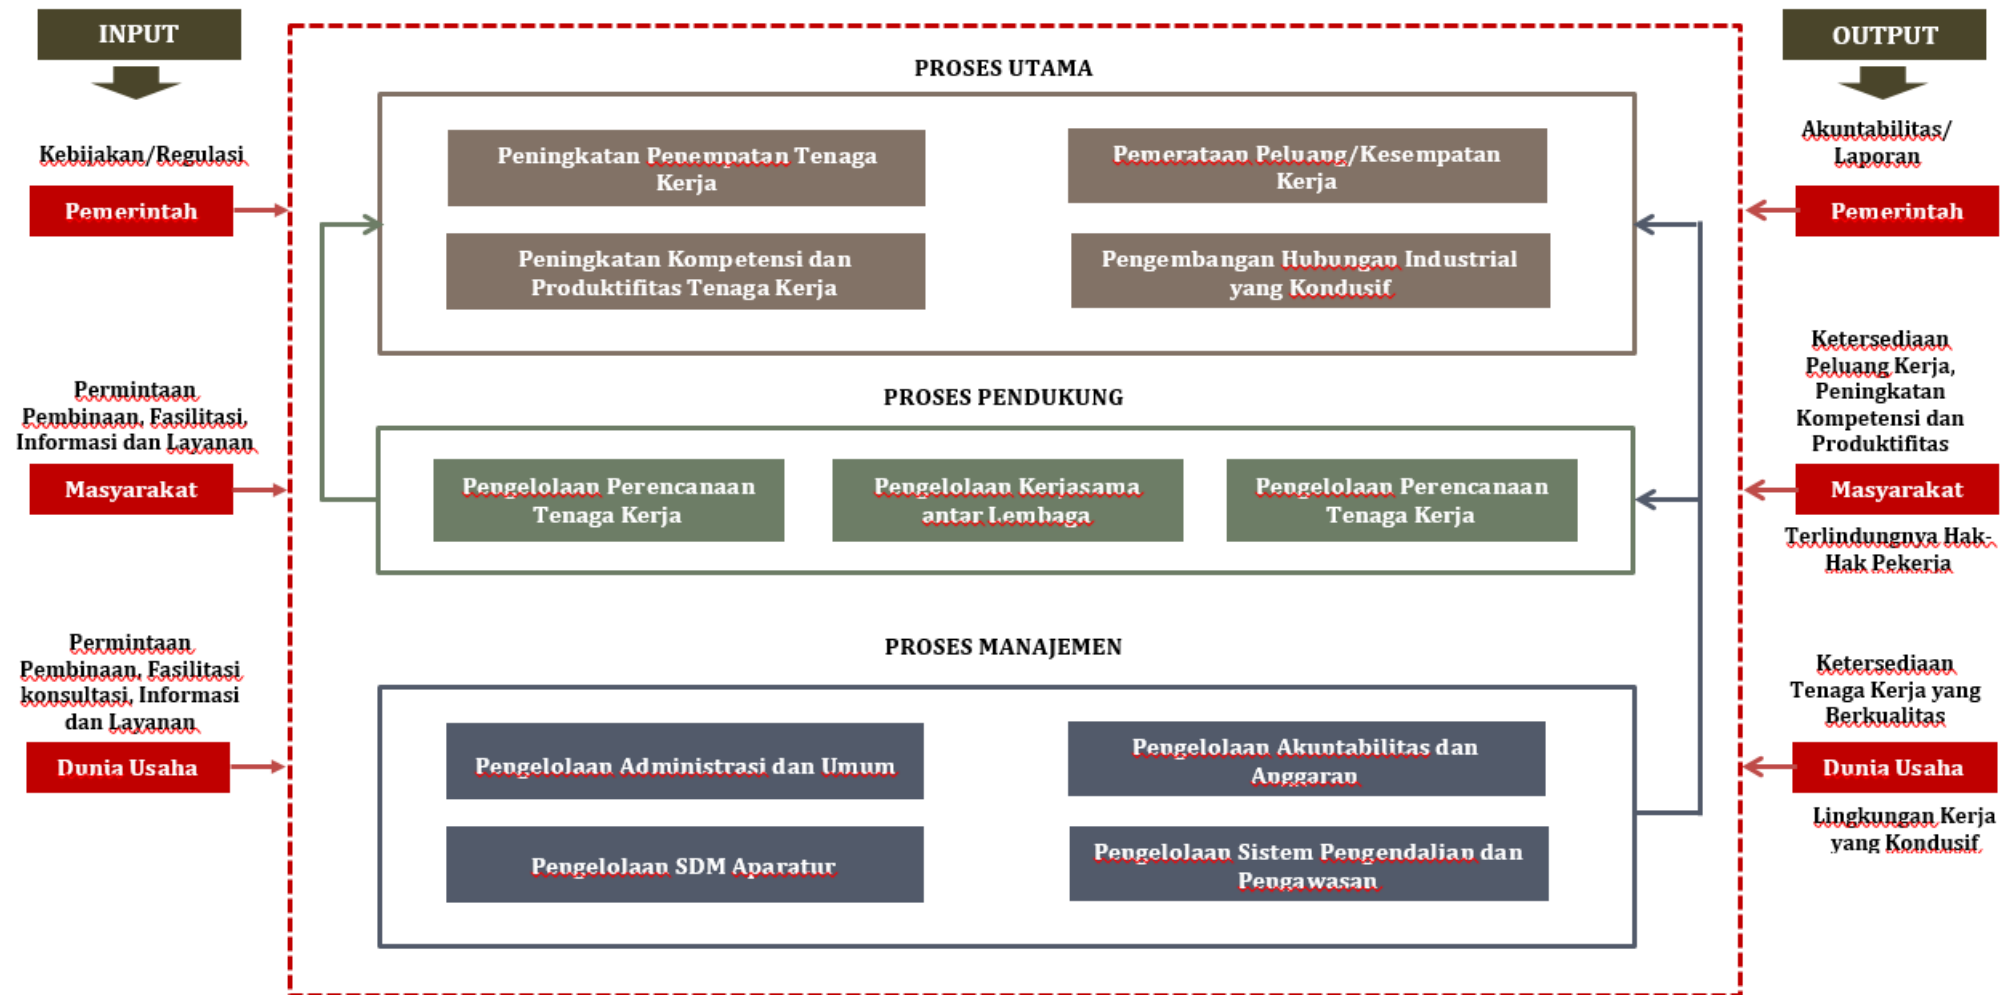 INPUT
Kebijakan/Regulasi
Pemerintah
Permintaan
Pembinaan, Fasilitasi,
Informasi dan Layanan
Masyarakat
Permintaan
Pembinaan, Fasilitasi
konsultasi, Informasi
dan Layanan
Dunia Usaha
PROSES UTAMA
Peningkatan Penempatan Tenaga
Kerja
Pemerataan Peluang/Kesempatan
Kerja
Peningkatan Kompetensi dan
Produktifitas Tenaga Kerja
Pengembangan Hubungan Industrial
yang Kondusif
PROSES PENDUKUNG
Pengelolaan Perencanaan
Tenaga Kerja
Pengelolaan Kerjasama
antar Lembaga
Pengelolaan Perencanaan
Tenaga Kerja
PROSES MANAJEMEN
Pengelolaan Administrasi dan Umum
Pengelolaan Akuntabilitas dan
Anggaran
Pengelolaan SDM Aparatur
Pengelolaan Sistem Pengendalian dan
Pengawasan
OUTPUT
Akuntabilitas/
Laporan
Pemerintah
Ketersediaan
Peluang Kerja,
Peningkatan
Kompetensi dan
Produktifitas
Masyarakat
Terlindungnya Hak-
Hak Pekerja
Ketersediaan
Tenaga Kerja yang
Berkualitas
Dunia Usaha
Lingkungan Kerja
yang Kondusif